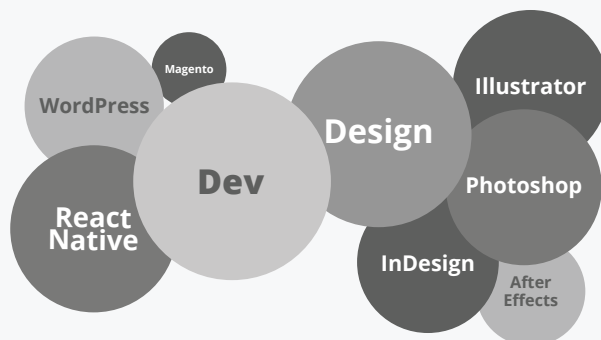 WordPress
Magento
React
Native
Dev
Design
Illustrator
Photoshop
InDesign
After
Effects